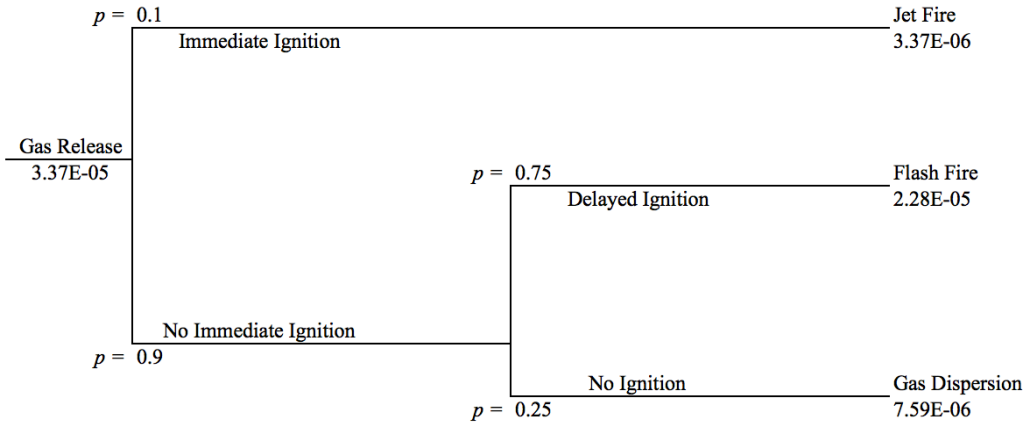 p = 0.1
Jet Fire
Immediate Ignition
3.37E-06
Gas Release
3.37E-05
p = 0.75
Flash Fire
Delayed Ignition
2.28E-05
No Immediate Ignition
p = 0.9
No Ignition
Gas Dispersion
p = 0.25
7.59E-06